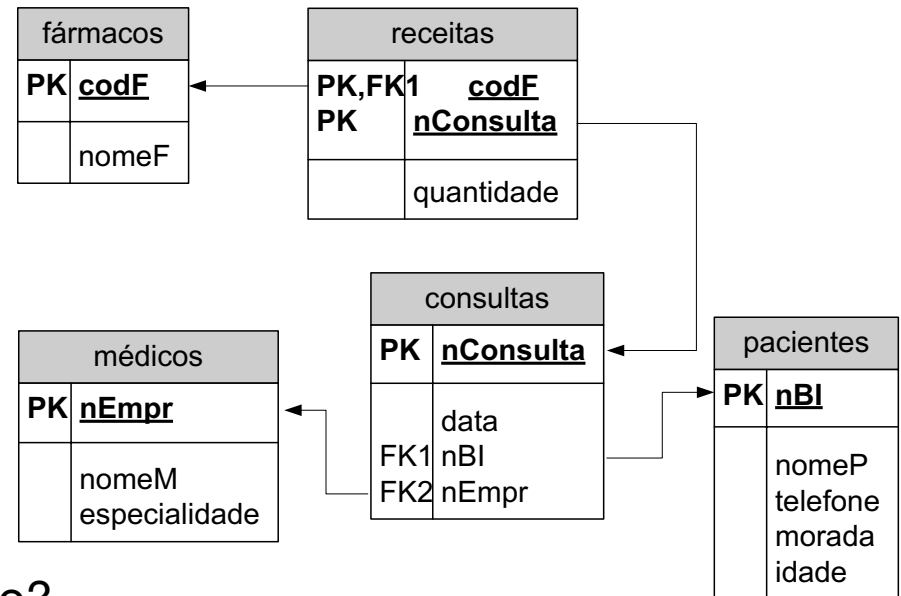 fármacos
PK codF
nomeF
receitas
PK,FK1 codF
PK nConsulta
quantidade
consultas
PK nConsulta
data
FK1 nBI
FK2 nEmpr
médicos
PK nEmpr
nomeM
especialidade
pacientes
PK nBI
nomeP
telefone
morada
idade